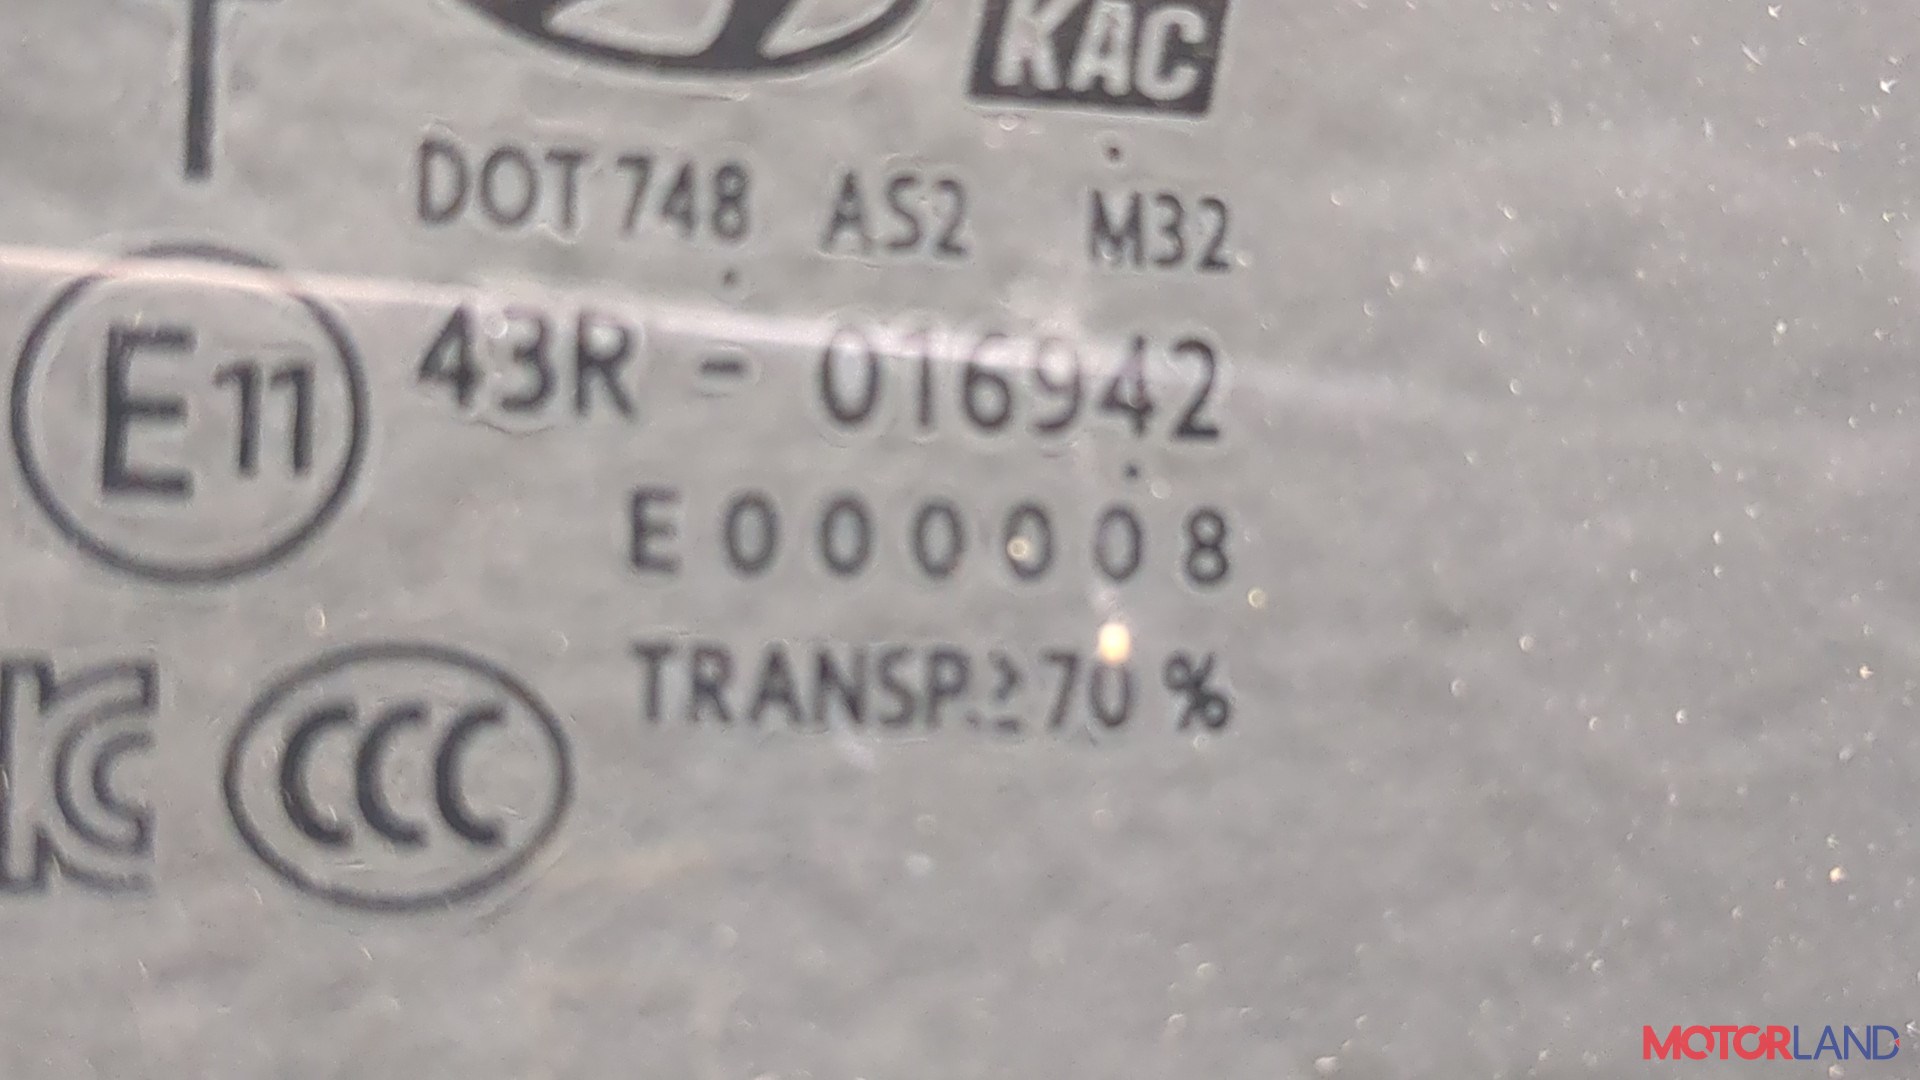 KAC
DOT 748 AS2 M32
E11 43R - 016942
E000008
TRANSP.≥70 %
CCC
MOTORLAND